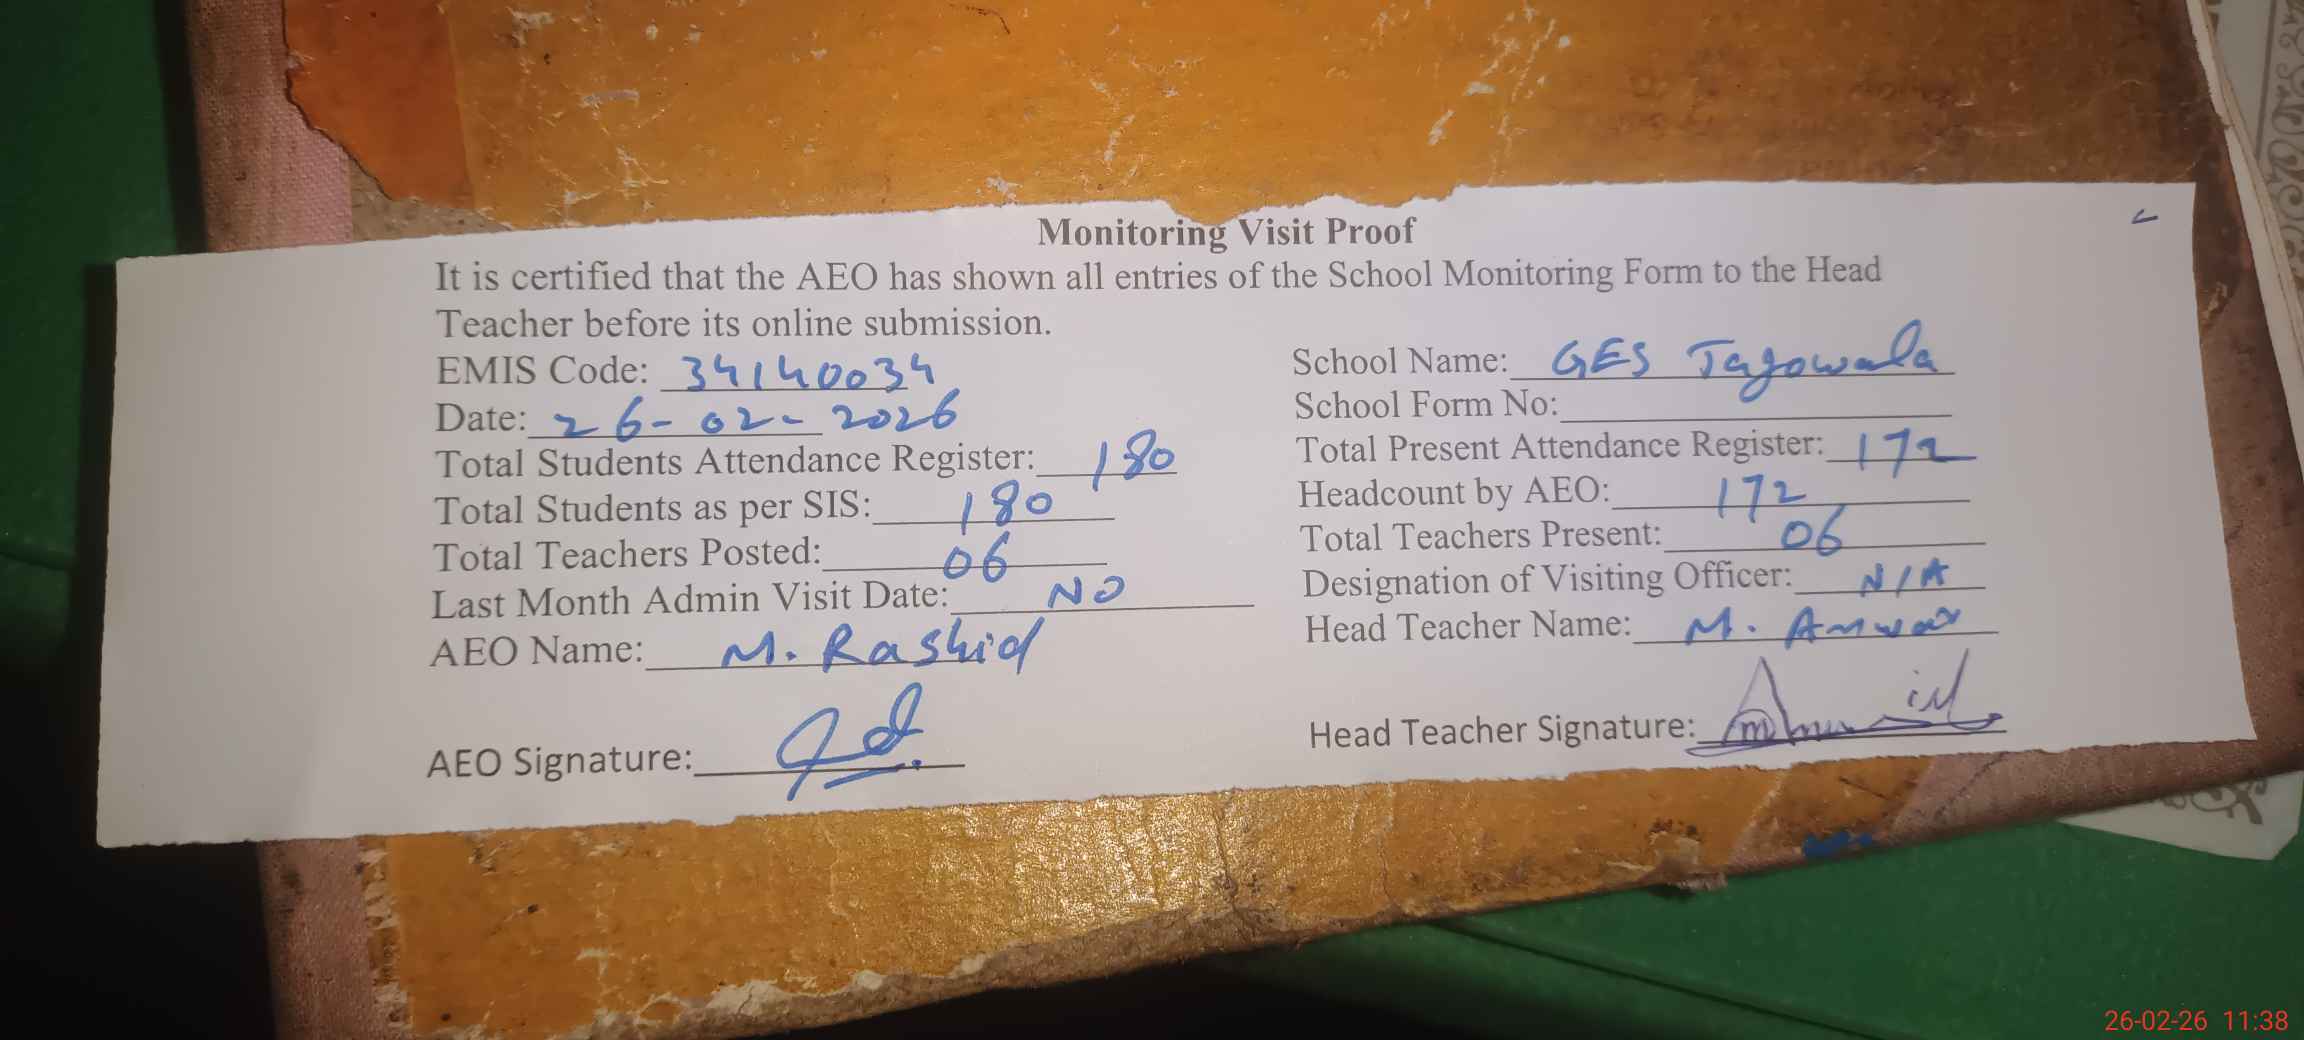 Monitoring Visit Proof
It is certified that the AEO has shown all entries of the School Monitoring Form to the Head
Teacher before its online submission.
EMIS Code: 34140034
School Name: GES Tagowala
Date: 26-02-2026
School Form No:
Total Students Attendance Register: 180
Total Present Attendance Register: 172
Total Students as per SIS: 180
Headcount by AEO: 172
Total Teachers Posted: 06
Total Teachers Present: 06
Last Month Admin Visit Date: NO
Designation of Visiting Officer: N/A
AEO Name: M. Rashid
Head Teacher Name: M. Anwar
AEO Signature:
Head Teacher Signature:
26-02-26 11:38